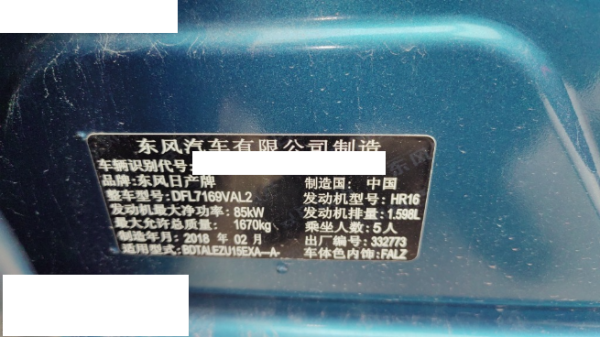 东风汽车有限公司制造
车辆识别代号:
品牌:东风日产牌 制造国: 中国
整车型号:DFL7169VAL2 发动机型号:HR16
发动机最大净功率: 85kW 发动机排量:1.598L
最大允许总质量: 1670kg 乘坐人数:5人
制造年月:2018 年 02 月 出厂编号:332773
适用型式:BDTALEZU15EXA—A- 车体色内饰:FALZ